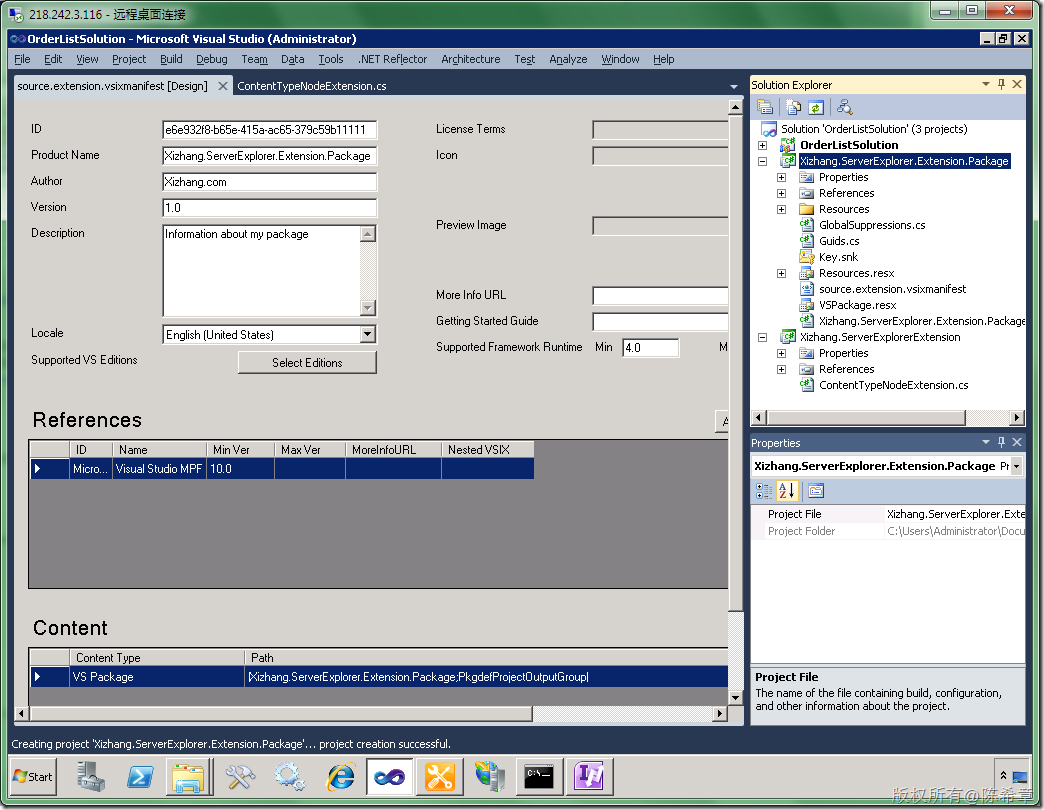 218.242.3.116 - 远程桌面连接
OrderListSolution - Microsoft Visual Studio (Administrator)
File Edit View Project Build Debug Team Data Tools .NET Reflector Architecture Test Analyze Window Help
source.extension.vsixmanifest [Design] ContentTypeNodeExtension.cs
ID e6e932f8-b65e-415a-ac65-379c59b11111
Product Name Xizhang.ServerExplorer.Extension.Package
Author Xizhang.com
Version 1.0
Description Information about my package
Locale English (United States)
Supported VS Editions Select Editions
License Terms
Icon
Preview Image
More Info URL
Getting Started Guide
Supported Framework Runtime Min 4.0 M
References
A
ID Name Min Ver Max Ver MoreInfoURL Nested VSIX
Micro... Visual Studio MPF 10.0
Content
Content Type Path
VS Package |Xizhang.ServerExplorer.Extension.Package;PkgdefProjectOutputGroup|
Solution Explorer
Solution 'OrderListSolution' (3 projects)
OrderListSolution
Xizhang.ServerExplorer.Extension.Package
Properties
References
Resources
GlobalSuppressions.cs
Guids.cs
Key.snk
Resources.resx
source.extension.vsixmanifest
VSPackage.resx
Xizhang.ServerExplorer.Extension.Package
Xizhang.ServerExplorerExtension
Properties
References
ContentTypeNodeExtension.cs
Properties
Xizhang.ServerExplorer.Extension.Package Pr
Project File Xizhang.ServerExplorer.Exte
Project Folder C:\Users\Administrator\Docu
Project File
The name of the file containing build, configuration,
and other information about the project.
Creating project 'Xizhang.ServerExplorer.Extension.Package'... project creation successful.
Start
版权所有@陈希章